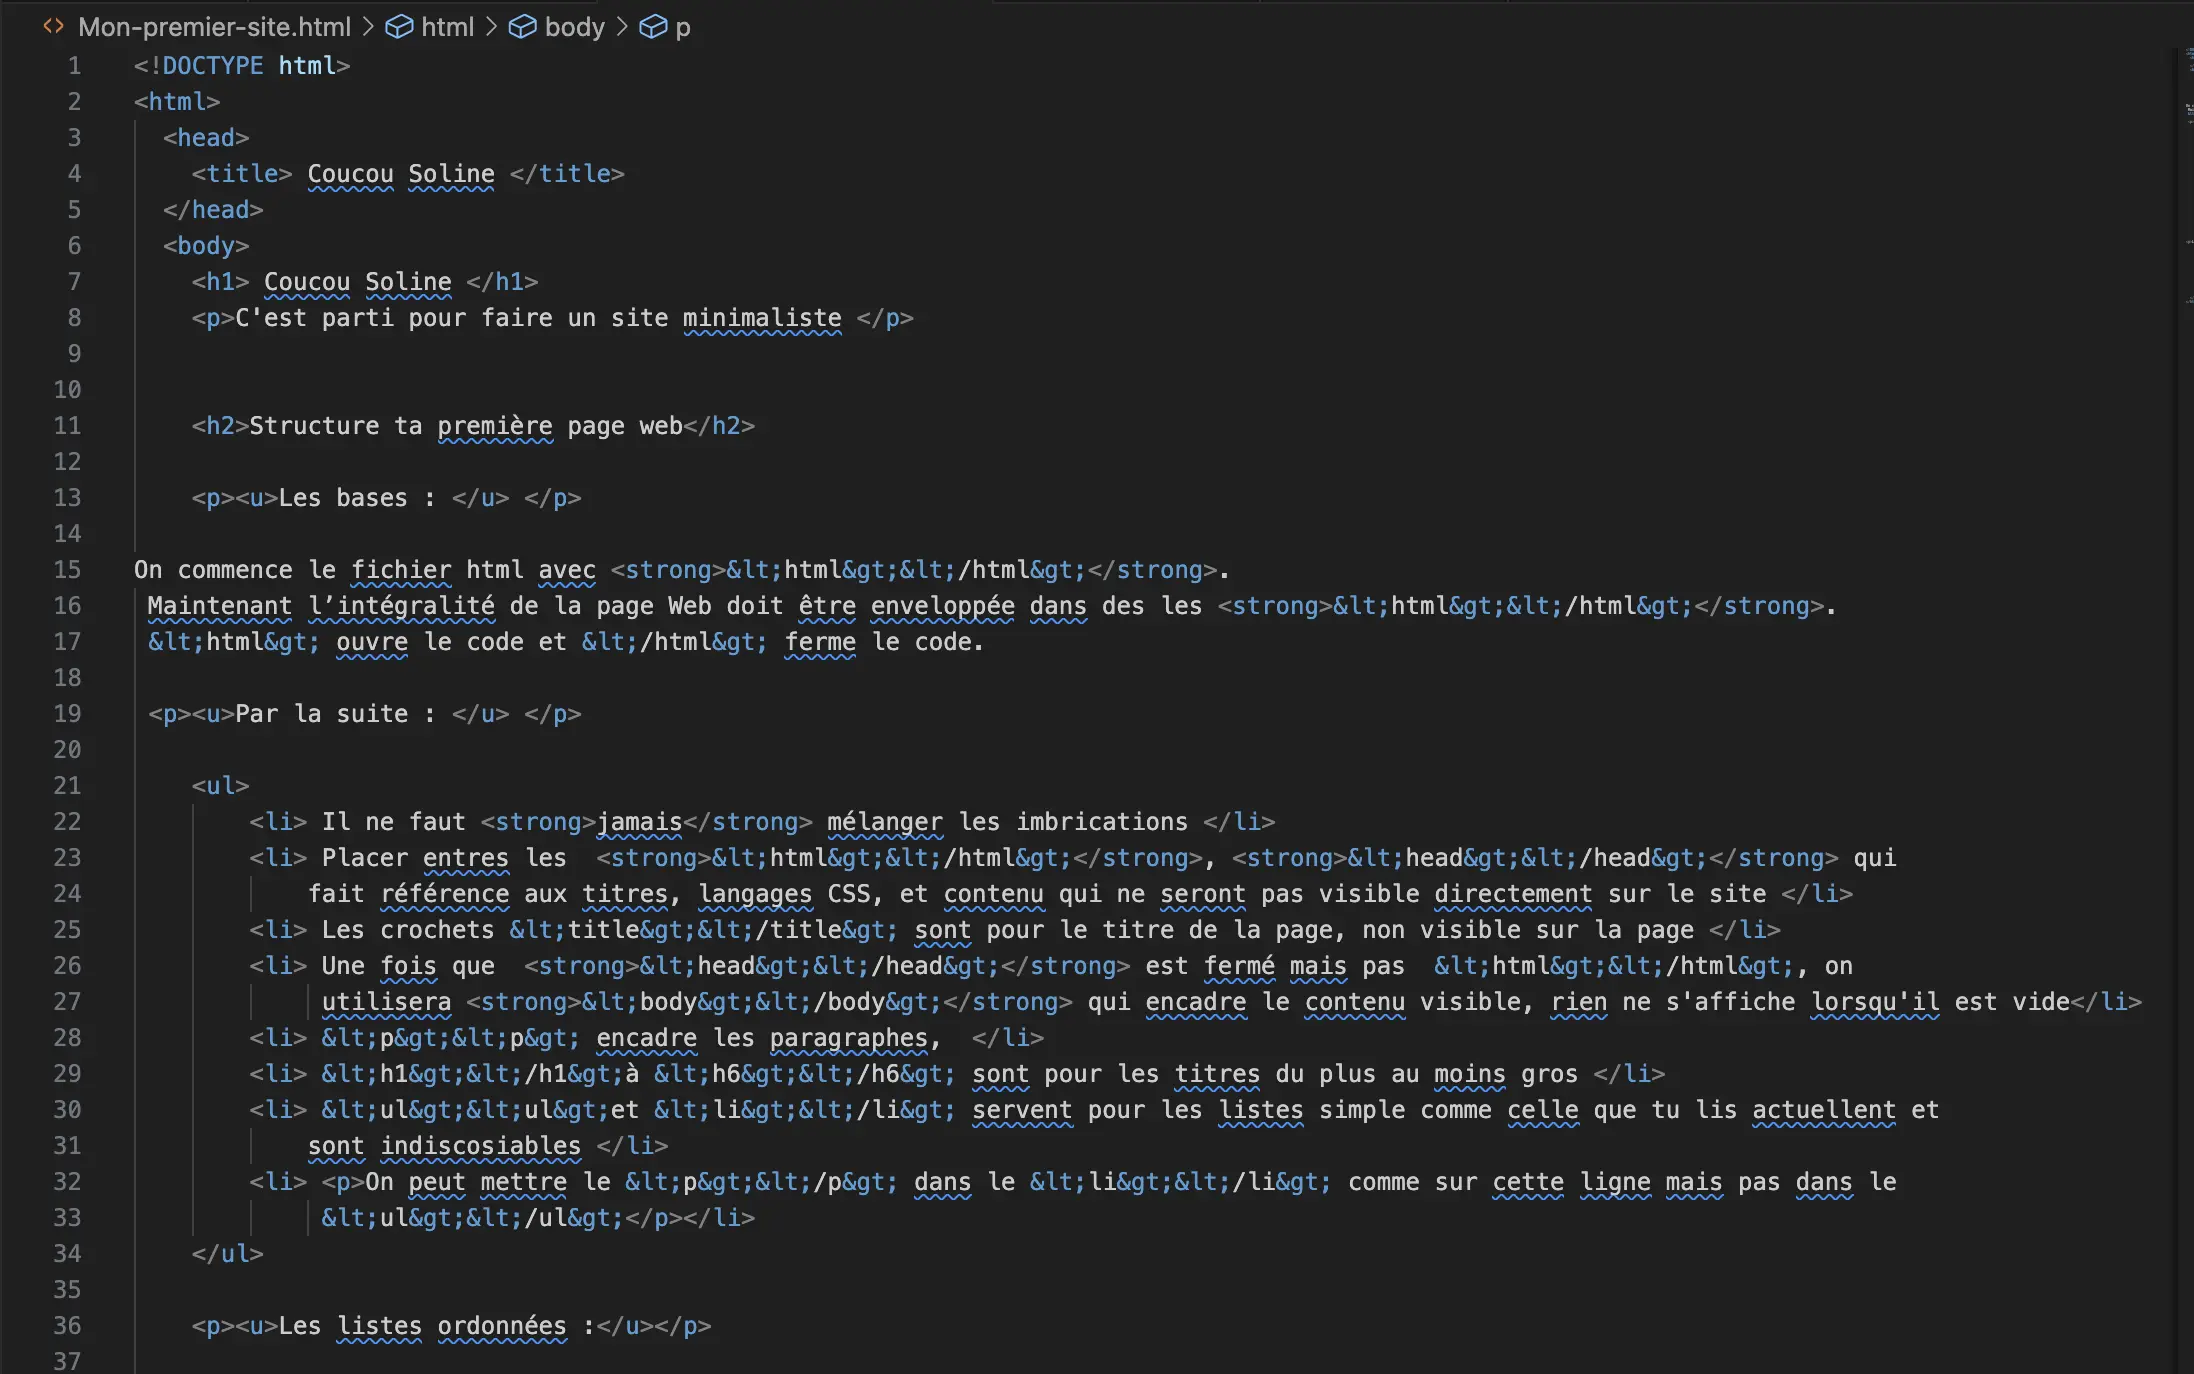 Mon-premier-site.html > html > body > p
1 <!DOCTYPE html>
2 <html>
3 <head>
4 <title> Coucou Soline </title>
5 </head>
6 <body>
7 <h1> Coucou Soline </h1>
8 <p>C'est parti pour faire un site minimaliste </p>
9
10
11 <h2>Structure ta première page web</h2>
12
13 <p><u>Les bases : </u> </p>
14
15 On commence le fichier html avec <strong>&lt;html&gt;&lt;/html&gt;</strong>.
16 Maintenant l’intégralité de la page Web doit être enveloppée dans des les <strong>&lt;html&gt;&lt;/html&gt;</strong>.
17 &lt;html&gt; ouvre le code et &lt;/html&gt; ferme le code.
18
19 <p><u>Par la suite : </u> </p>
20
21 <ul>
22 <li> Il ne faut <strong>jamais</strong> mélanger les imbrications </li>
23 <li> Placer entres les  <strong>&lt;html&gt;&lt;/html&gt;</strong>, <strong>&lt;head&gt;&lt;/head&gt;</strong> qui
24 fait référence aux titres, langages CSS, et contenu qui ne seront pas visible directement sur le site </li>
25 <li> Les crochets &lt;title&gt;&lt;/title&gt; sont pour le titre de la page, non visible sur la page </li>
26 <li> Une fois que  <strong>&lt;head&gt;&lt;/head&gt;</strong> est fermé mais pas  &lt;html&gt;&lt;/html&gt;, on
27 utilisera <strong>&lt;body&gt;&lt;/body&gt;</strong> qui encadre le contenu visible, rien ne s'affiche lorsqu'il est vide</li>
28 <li> &lt;p&gt;&lt;p&gt; encadre les paragraphes,  </li>
29 <li> &lt;h1&gt;&lt;/h1&gt;à &lt;h6&gt;&lt;/h6&gt; sont pour les titres du plus au moins gros </li>
30 <li> &lt;ul&gt;&lt;ul&gt;et &lt;li&gt;&lt;/li&gt; servent pour les listes simple comme celle que tu lis actuellent et
31 sont indiscosiables </li>
32 <li> <p>On peut mettre le &lt;p&gt;&lt;/p&gt; dans le &lt;li&gt;&lt;/li&gt; comme sur cette ligne mais pas dans le
33 &lt;ul&gt;&lt;/ul&gt;</p></li>
34 </ul>
35
36 <p><u>Les listes ordonnées :</u></p>
37